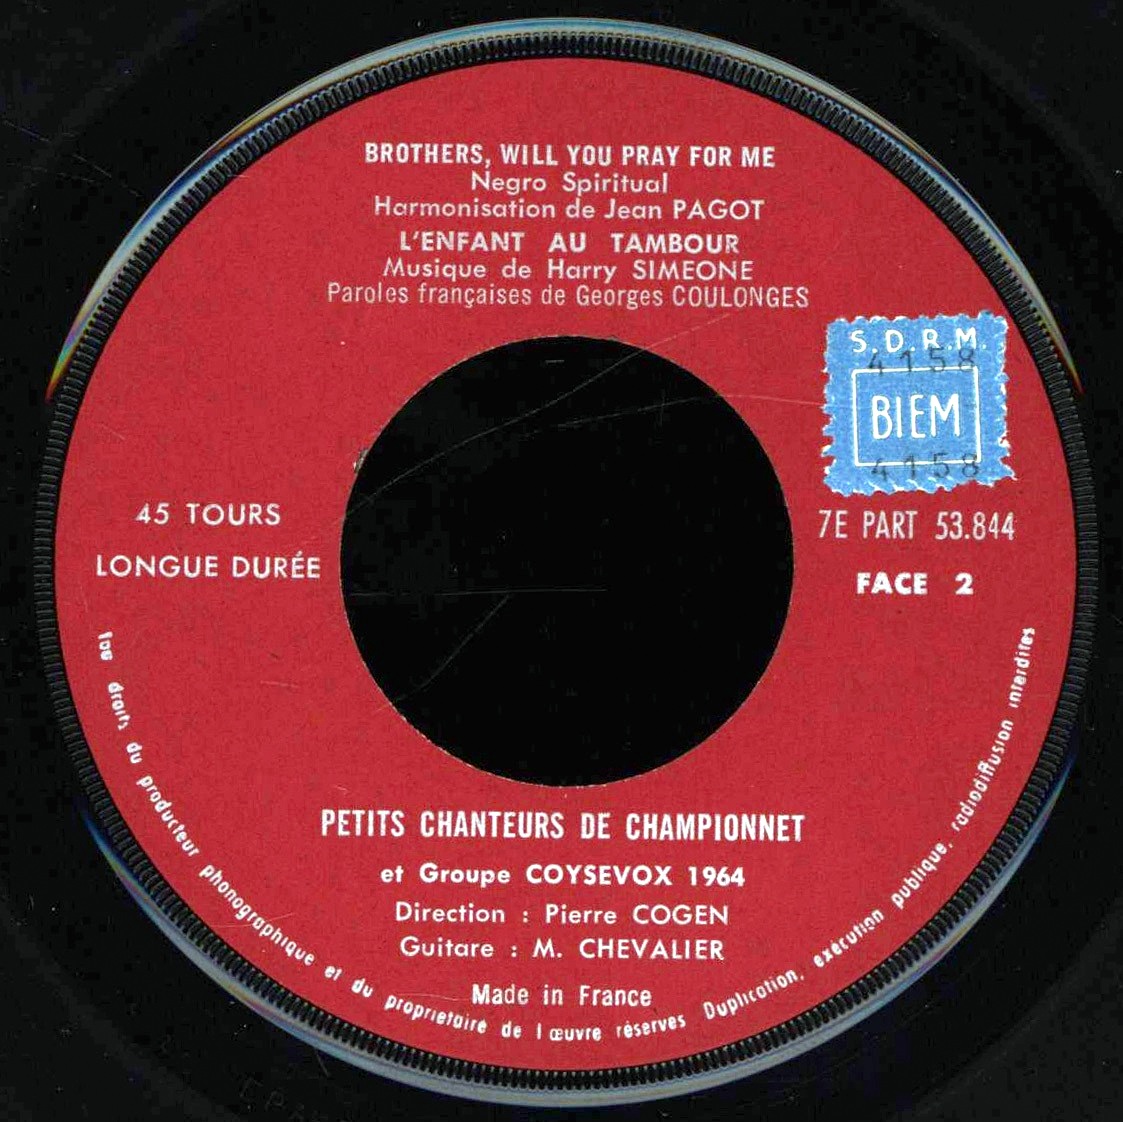 BROTHERS, WILL YOU PRAY FOR ME
Negro Spiritual
Harmonisation de Jean PAGOT
L'ENFANT AU TAMBOUR
Musique de Harry SIMEONE
Paroles françaises de Georges COULONGES
S.D.R.M.
4158
BIEM
4158
45 TOURS
LONGUE DURÉE
7E PART 53.844
FACE 2
PETITS CHANTEURS DE CHAMPIONNET
et Groupe COYSEVOX 1964
Direction : Pierre COGEN
Guitare : M. CHEVALIER
Made in France
droits du producteur phonographique et du proprietaire de l œuvre réserves Duplication, exécution publique, radiodiffusion interdites